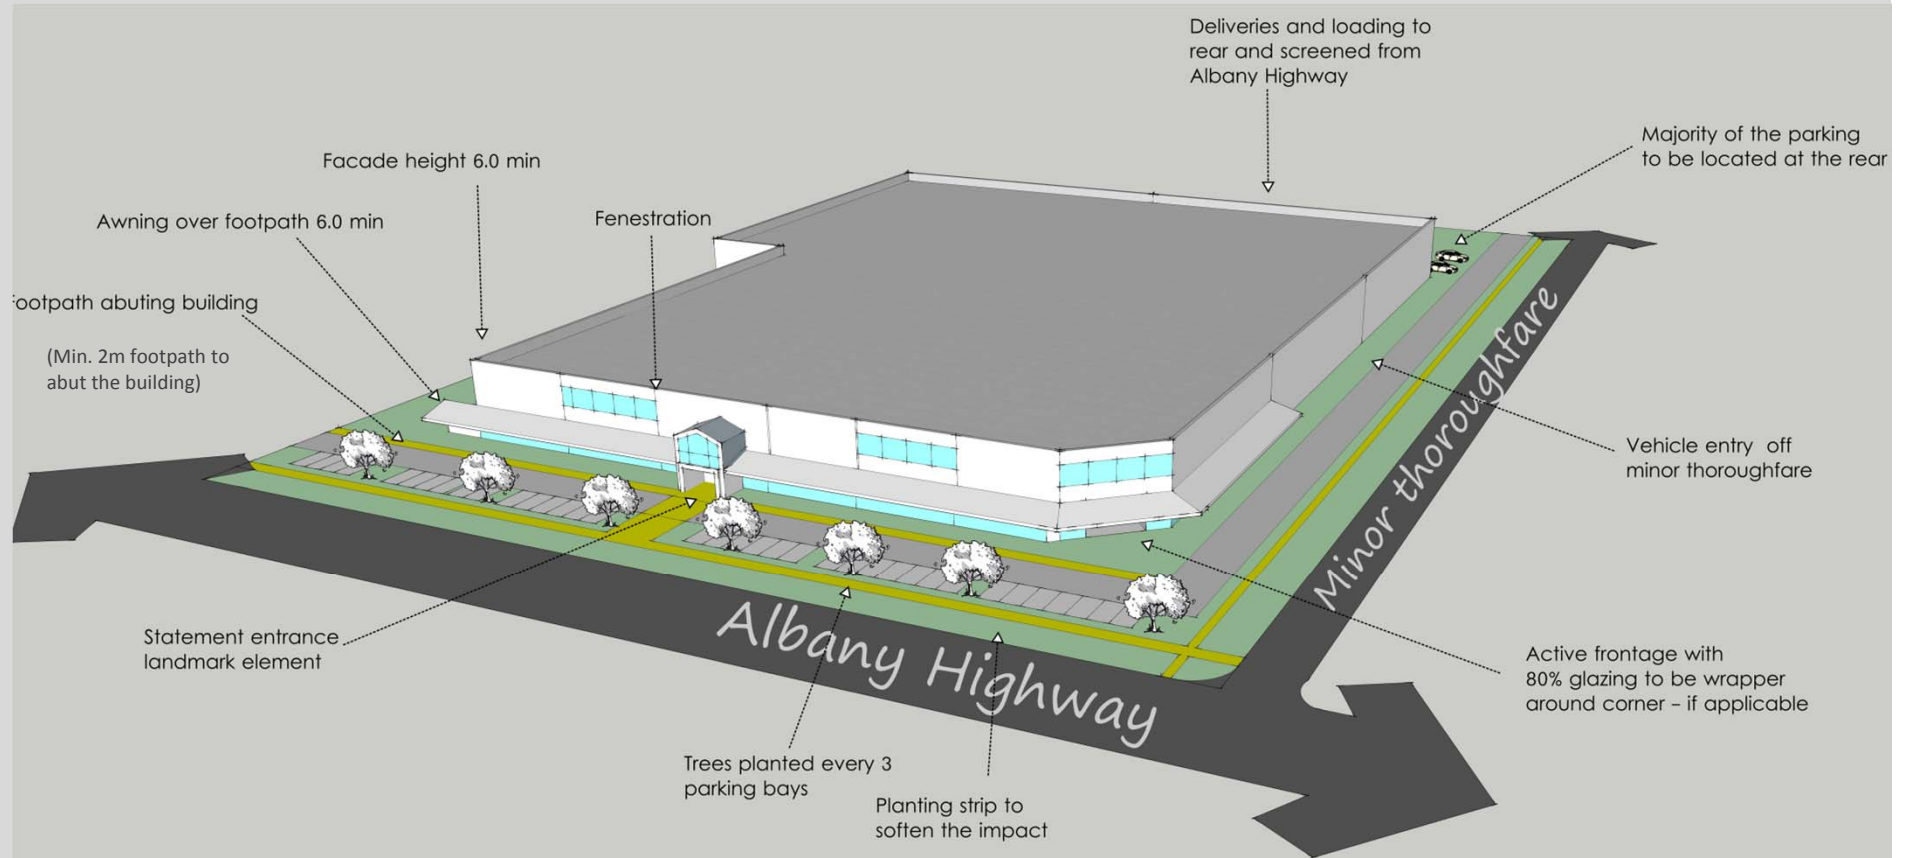 Deliveries and loading to
rear and screened from
Albany Highway
Majority of the parking
to be located at the rear
Facade height 6.0 min
Awning over footpath 6.0 min
Fenestration
ootpath abuting building
(Min. 2m footpath to
abut the building)
Minor thoroughfare
Vehicle entry off
minor thoroughfare
Statement entrance
landmark element
Albany Highway
Active frontage with
80% glazing to be wrapper
around corner – if applicable
Trees planted every 3
parking bays
Planting strip to
soften the impact